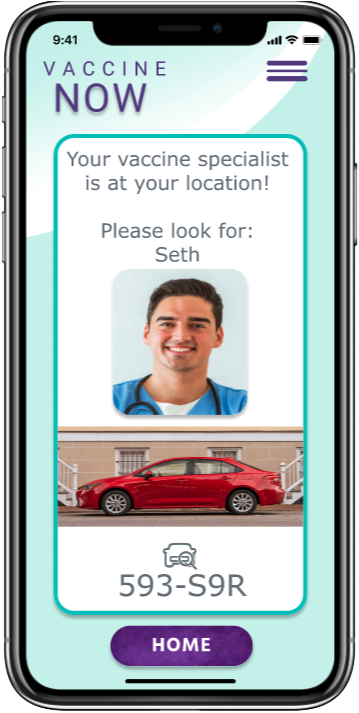 9:41
VACCINE
NOW
Your vaccine specialist
is at your location!
Please look for:
Seth
593-S9R
HOME